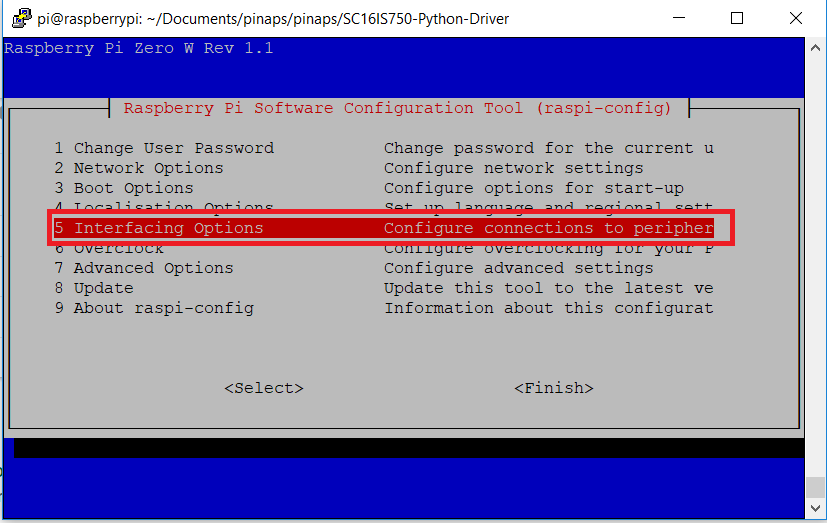 pi@raspberrypi: ~/Documents/pinaps/pinaps/SC16IS750-Python-Driver
Raspberry Pi Zero W Rev 1.1
Raspberry Pi Software Configuration Tool (raspi-config)
1 Change User Password Change password for the current u
2 Network Options Configure network settings
3 Boot Options Configure options for start-up
4 Localisation Options Set up language and regional sett
5 Interfacing Options Configure connections to peripher
6 Overclock Configure overclocking for your P
7 Advanced Options Configure advanced settings
8 Update Update this tool to the latest ve
9 About raspi-config Information about this configurat
<Select> <Finish>